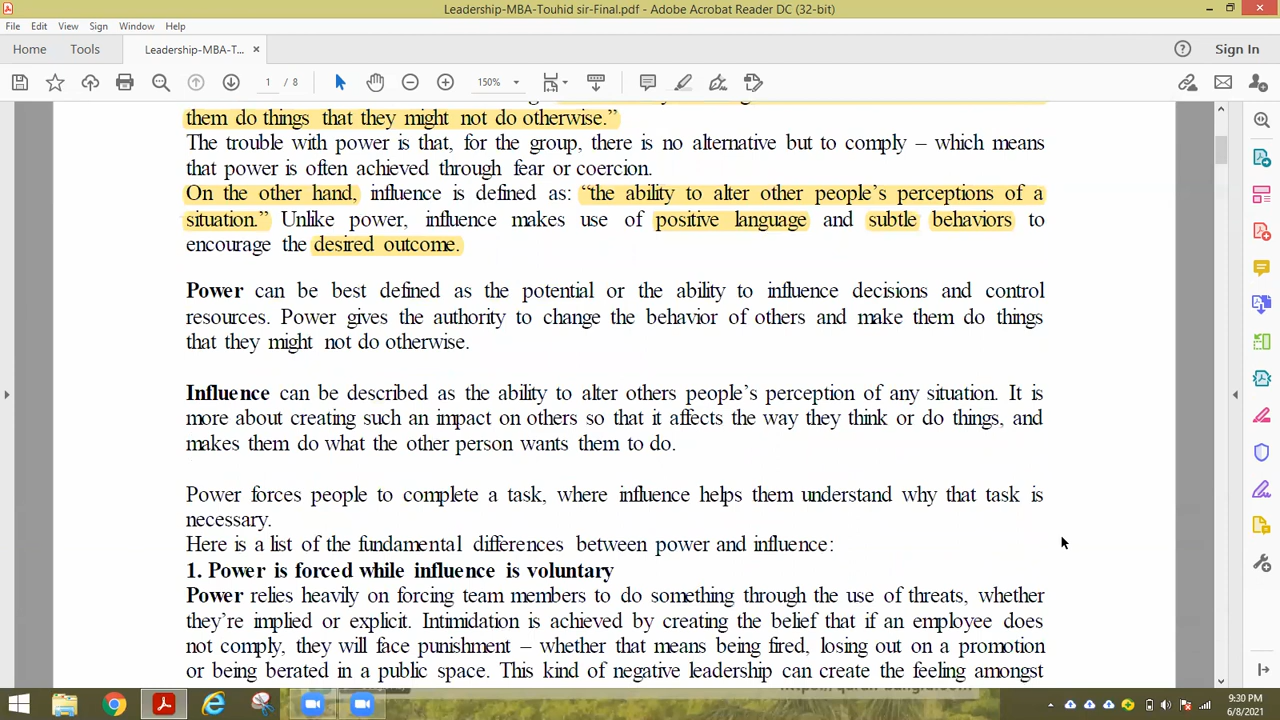 Leadership-MBA-Touhid sir-Final.pdf - Adobe Acrobat Reader DC (32-bit)
File Edit View Sign Window Help
Home Tools Leadership-MBA-T... × Sign In
1 / 8 150%
them do things that they might not do otherwise.”
The trouble with power is that, for the group, there is no alternative but to comply – which means
that power is often achieved through fear or coercion.
On the other hand, influence is defined as: “the ability to alter other people’s perceptions of a
situation.” Unlike power, influence makes use of positive language and subtle behaviors to
encourage the desired outcome.
Power can be best defined as the potential or the ability to influence decisions and control
resources. Power gives the authority to change the behavior of others and make them do things
that they might not do otherwise.
Influence can be described as the ability to alter others people’s perception of any situation. It is
more about creating such an impact on others so that it affects the way they think or do things, and
makes them do what the other person wants them to do.
Power forces people to complete a task, where influence helps them understand why that task is
necessary.
Here is a list of the fundamental differences between power and influence:
1. Power is forced while influence is voluntary
Power relies heavily on forcing team members to do something through the use of threats, whether
they’re implied or explicit. Intimidation is achieved by creating the belief that if an employee does
not comply, they will face punishment – whether that means being fired, losing out on a promotion
or being berated in a public space. This kind of negative leadership can create the feeling amongst
9:30 PM
6/8/2021